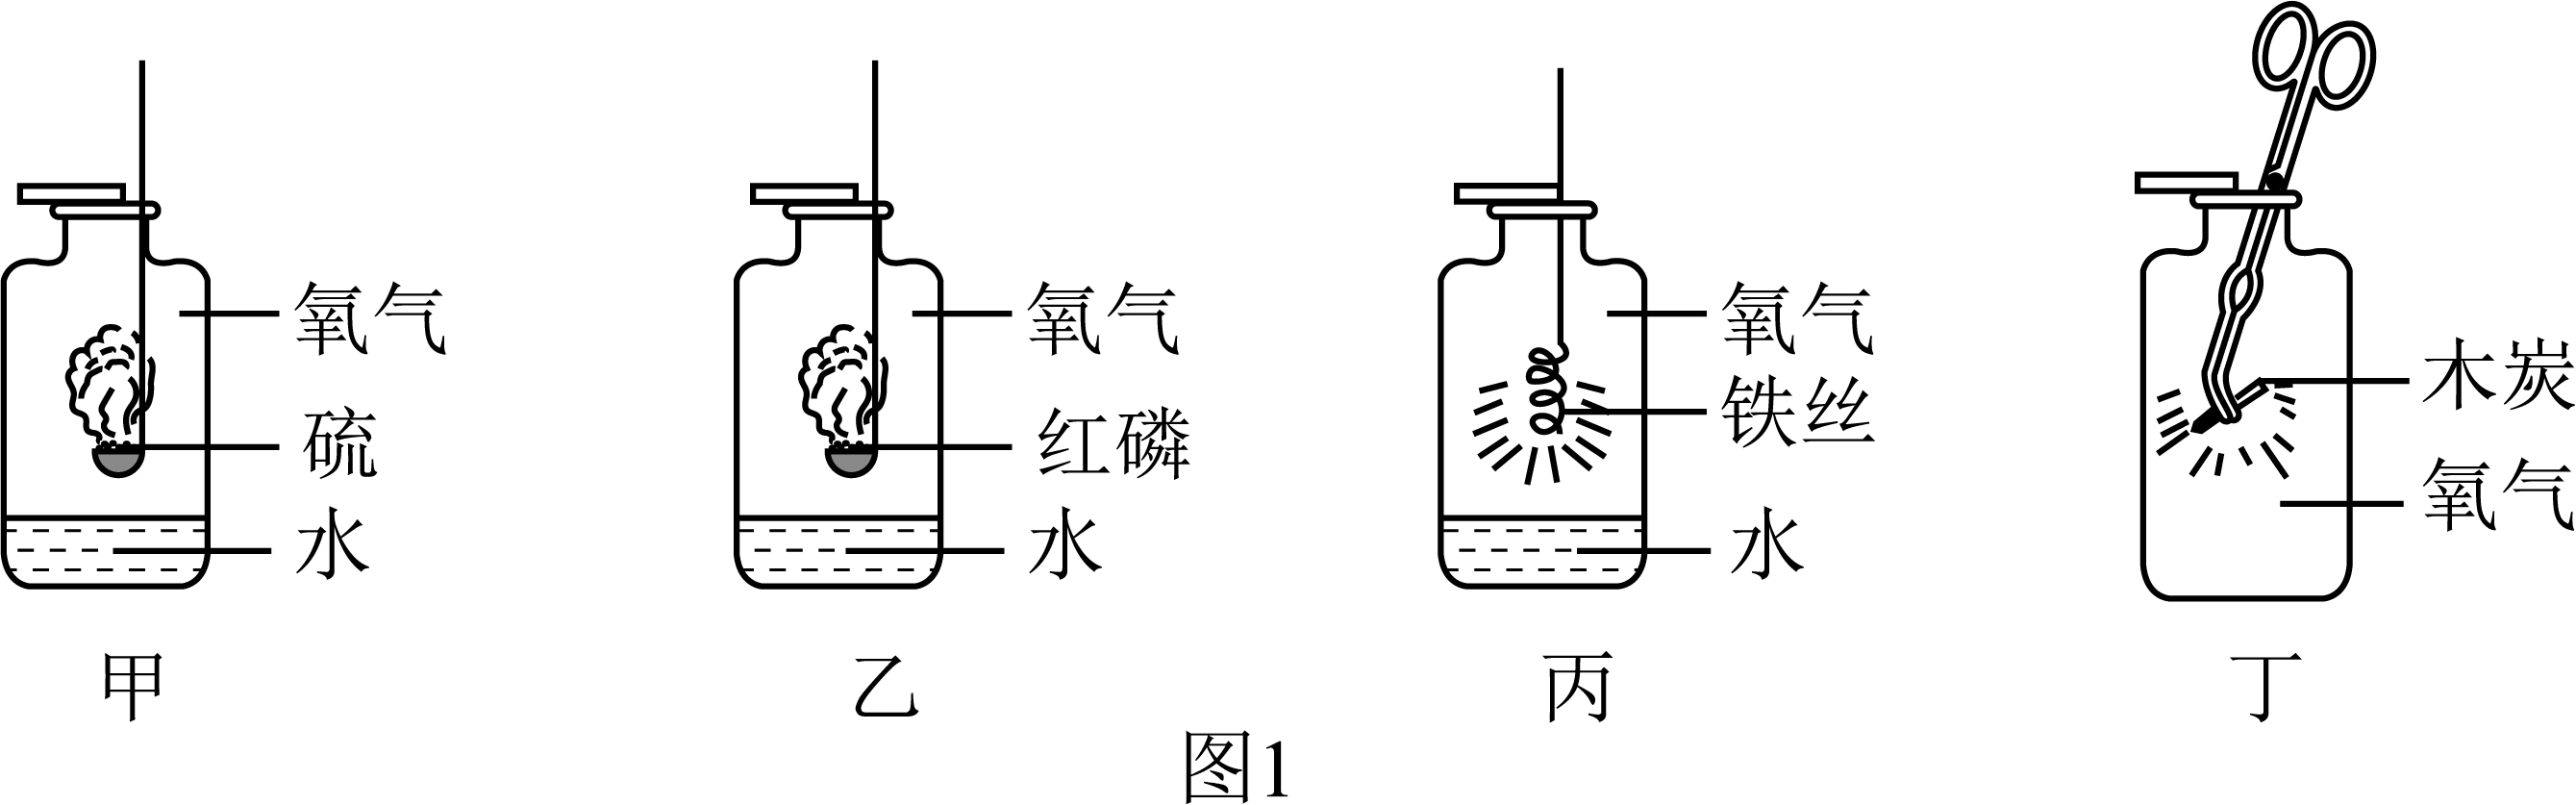 氧气
硫
水
甲
氧气
红磷
水
乙
氧气
铁丝
水
丙
木炭
氧气
丁
图1